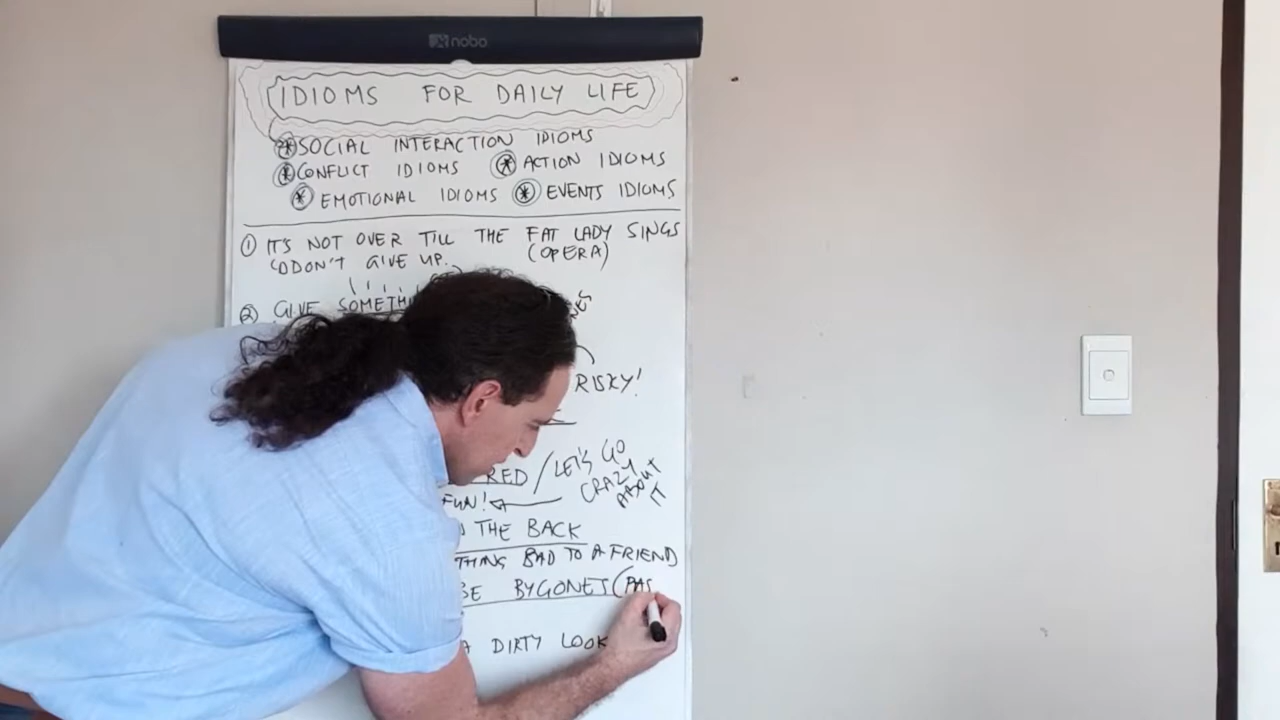 nobo
IDIOMS FOR DAILY LIFE
* SOCIAL INTERACTION IDIOMS
* CONFLICT IDIOMS * ACTION IDIOMS
* EMOTIONAL IDIOMS * EVENTS IDIOMS
① IT'S NOT OVER TILL THE FAT LADY SINGS
DON'T GIVE UP. (OPERA)
② GIVE SOMETHI
RISKY!
RED / LET'S GO
CRAZY
ABOUT
IT
FUN!
THE BACK
THING BAD TO A FRIEND
BE BYGONES (PAS
A DIRTY LOOK